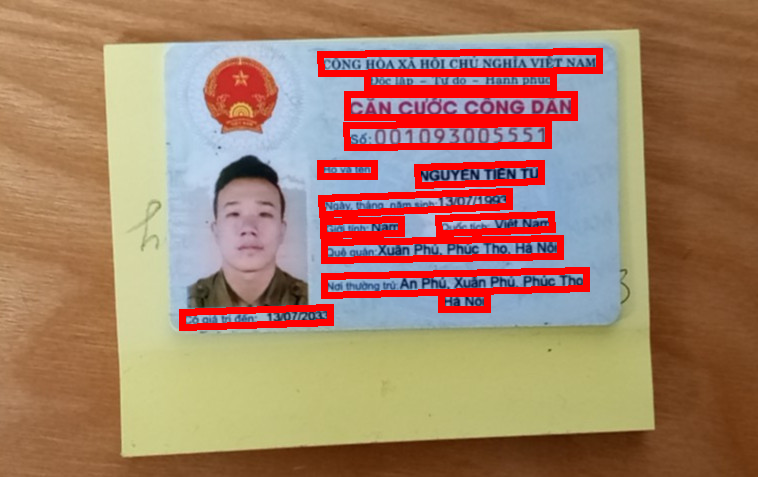 CỘNG HÒA XÃ HỘI CHỦ NGHĨA VIỆT NAM
Độc lập - Tự do - Hạnh phúc
CĂN CƯỚC CÔNG DÂN
Số: 001093005551
Họ và tên: NGUYỄN TIẾN TÚ
Ngày, tháng, năm sinh: 13/07/1993
Giới tính: Nam Quốc tịch: Việt Nam
Quê quán: Xuân Phú, Phúc Thọ, Hà Nội
Nơi thường trú: An Phú, Xuân Phú, Phúc Thọ
Hà Nội
Có giá trị đến: 13/07/2033
h
3